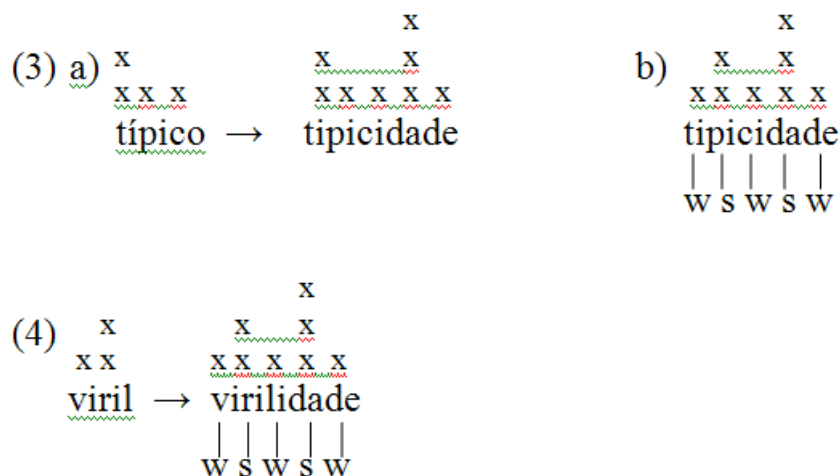 x
x x x x x
(3) a) x x x x x x x x b) x x x x x
típico → tipicidade tipicidade
w s w s w
x
(4) x x x
x x x x x x x
viril → virilidade
w s w s w